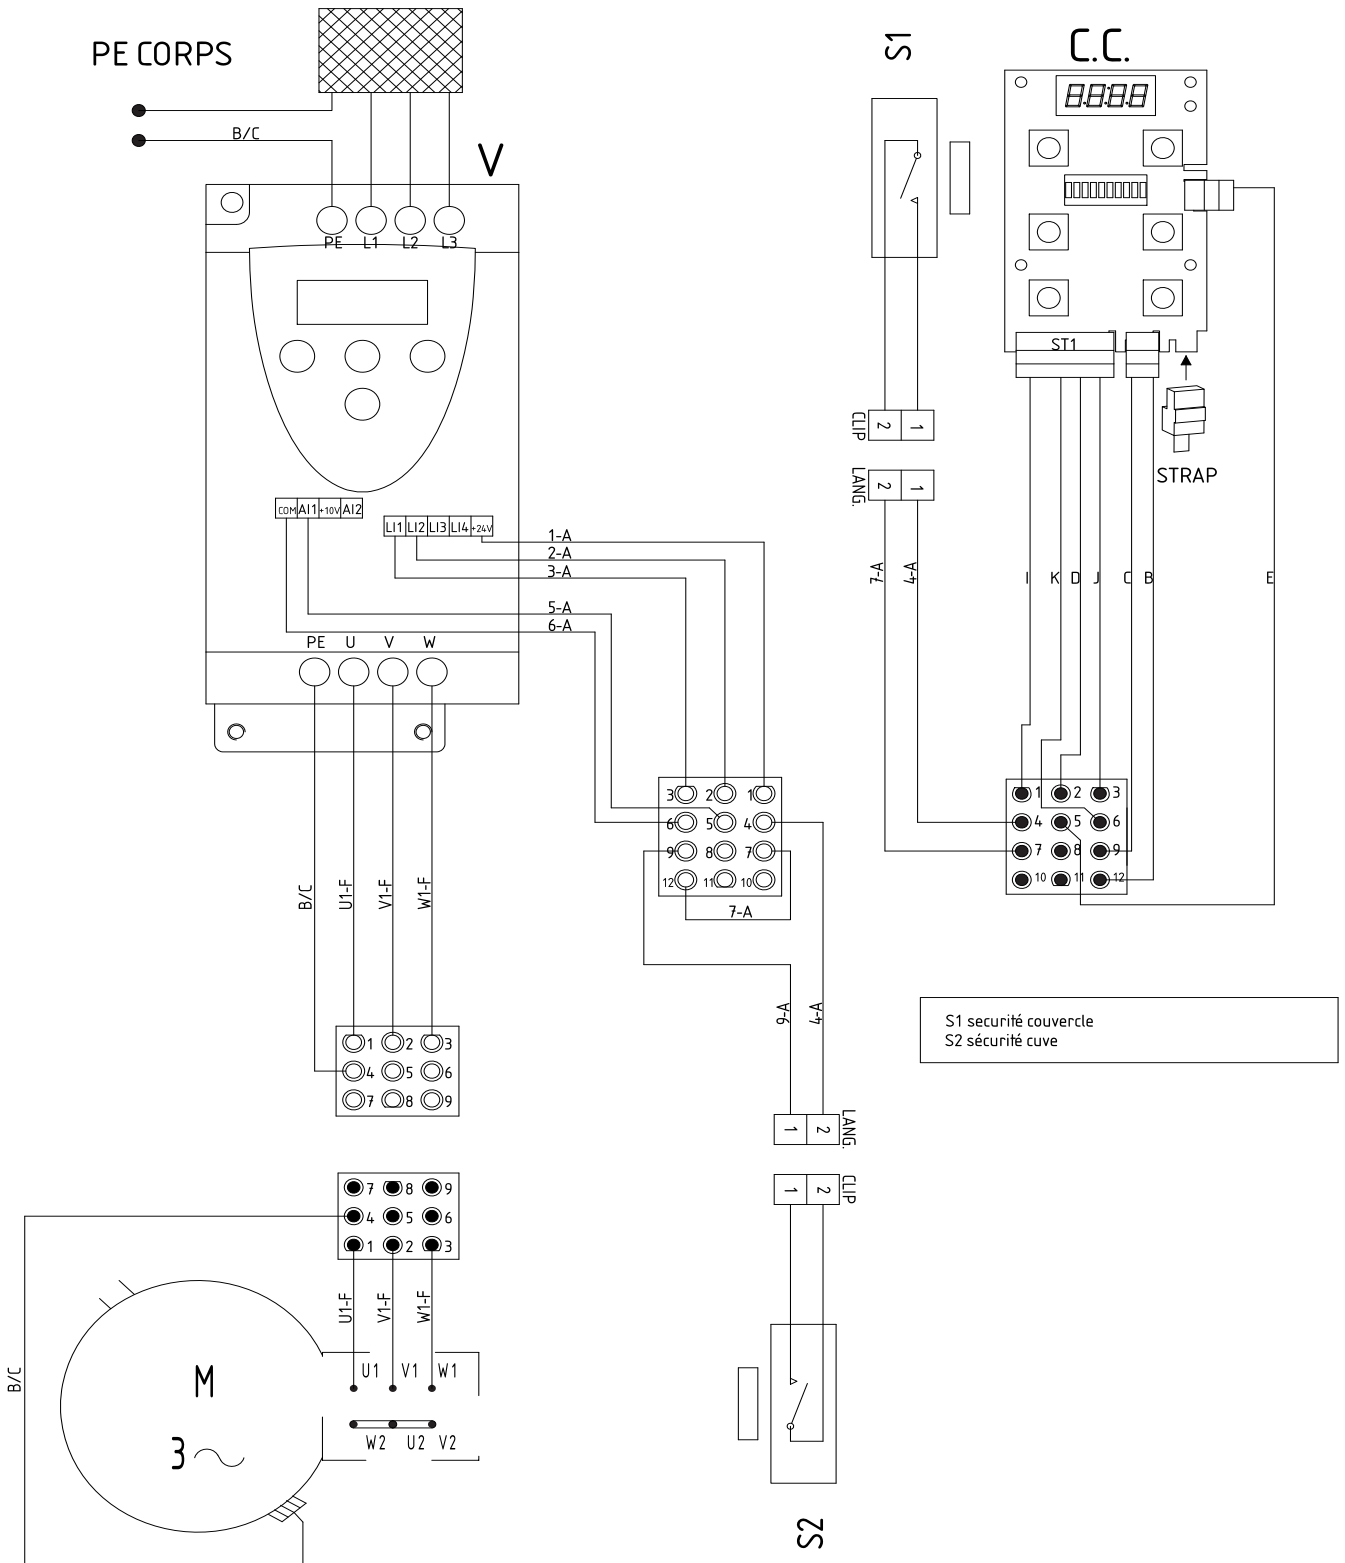 PE CORPS
S1
C.C.
B/C
V
8.8:8.8
PE L1 L2 L3
ST1
CLIP
2 1
LANG.
2 1
STRAP
COM AI1 +10V AI2
LI1 LI2 LI3 LI4 +24V
1-A
2-A
3-A
5-A
6-A
7-A
4-A
I K D J C B E
PE U V W
3 2 1
6 5 4
9 8 7
12 11 10
7-A
1 2 3
4 5 6
7 8 9
10 11 12
B/C
U1-F
V1-F
W1-F
9-A
4-A
S1 securité couvercle
S2 sécurité cuve
1 2 3
4 5 6
7 8 9
LANG.
1 2
CLIP
1 2
7 8 9
4 5 6
1 2 3
U1-F
V1-F
W1-F
B/C
M
3
U1 V1 W1
W2 U2 V2
S2